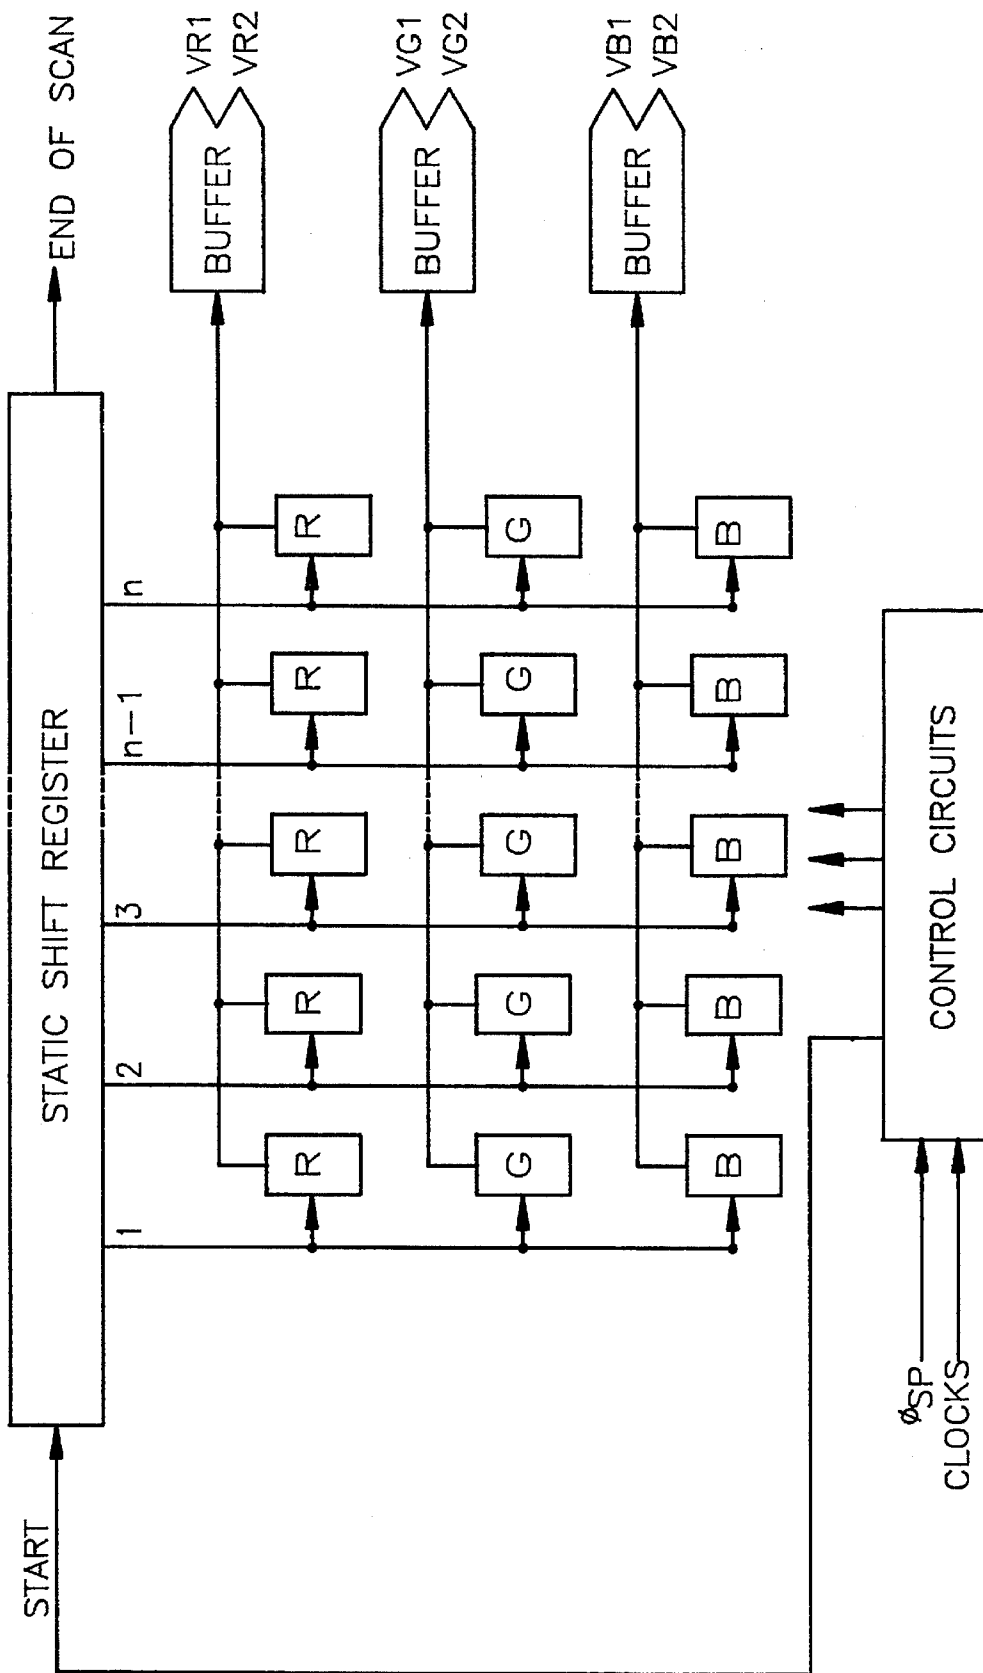 START
STATIC SHIFT REGISTER
END OF SCAN
1
2
3
n-1
n
R
R
R
R
R
BUFFER
VR1
VR2
G
G
G
G
G
BUFFER
VG1
VG2
B
B
B
B
B
BUFFER
VB1
VB2
ØSP
CLOCKS
CONTROL CIRCUITS